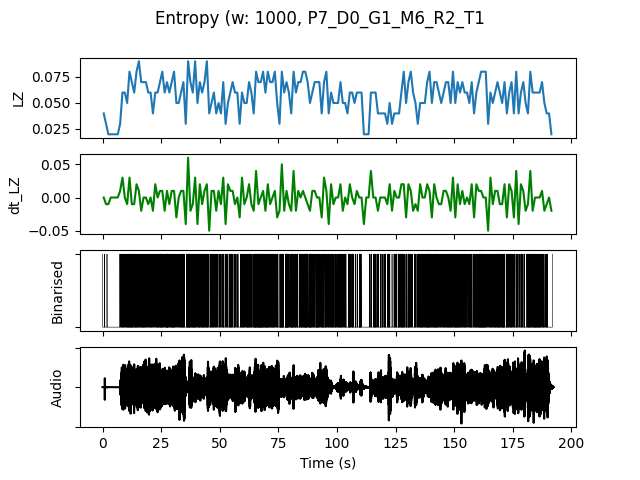 Entropy (w: 1000, P7_D0_G1_M6_R2_T1
LZ
0.075
0.050
0.025
dt_LZ
0.05
0.00
−0.05
Binarised
Audio
0 25 50 75 100 125 150 175 200
Time (s)